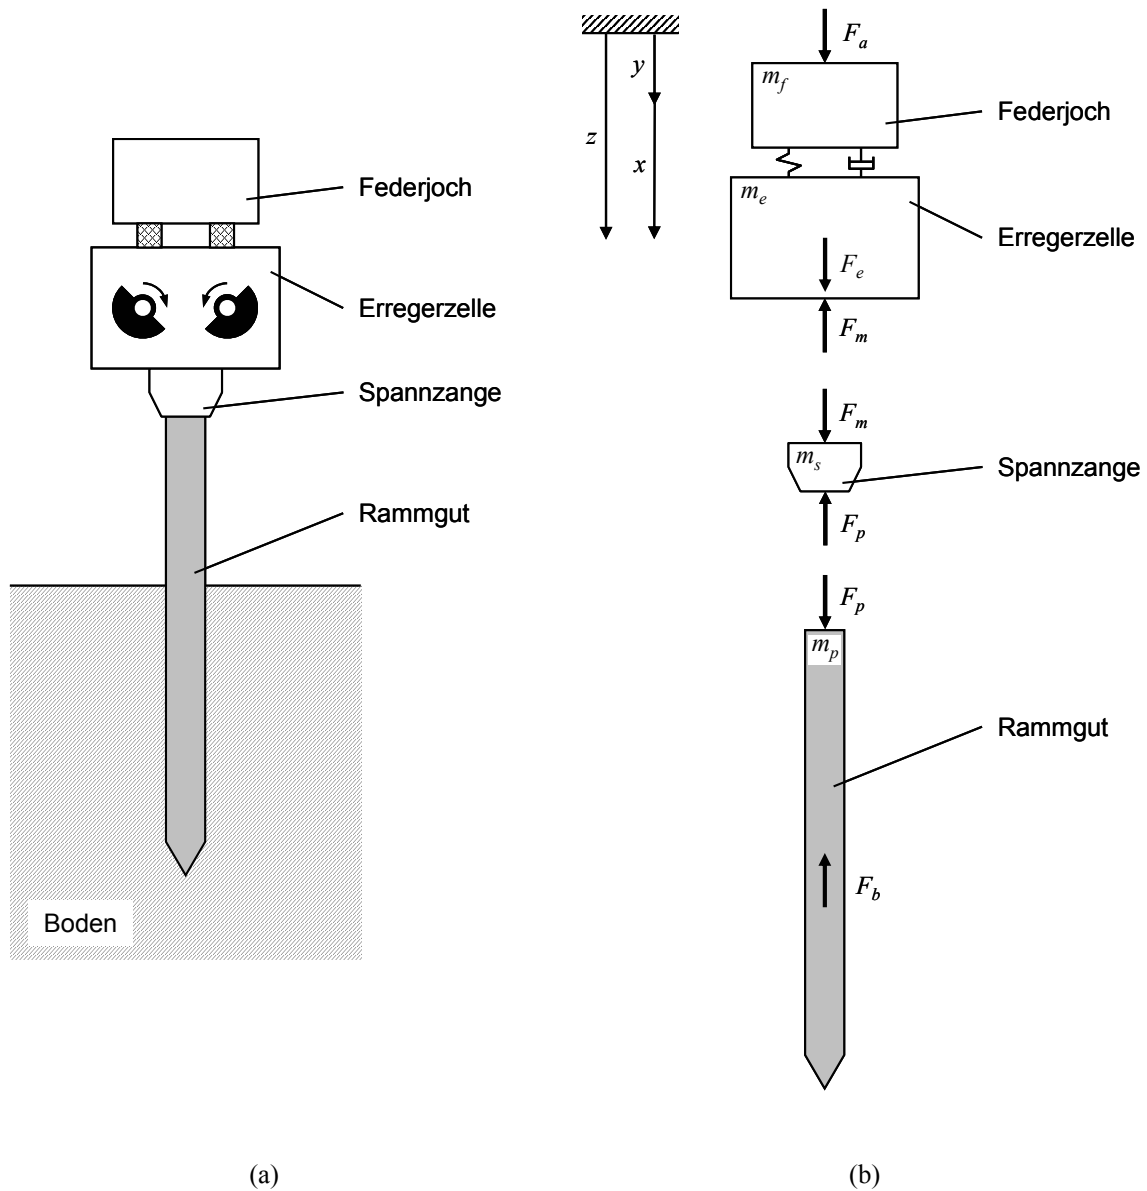 Federjoch
Erregerzelle
Spannzange
Rammgut
Boden
(a)
z
y
x
F_a
m_f
Federjoch
m_e
Erregerzelle
F_e
F_m
F_m
m_s
Spannzange
F_p
F_p
m_p
Rammgut
F_b
(b)